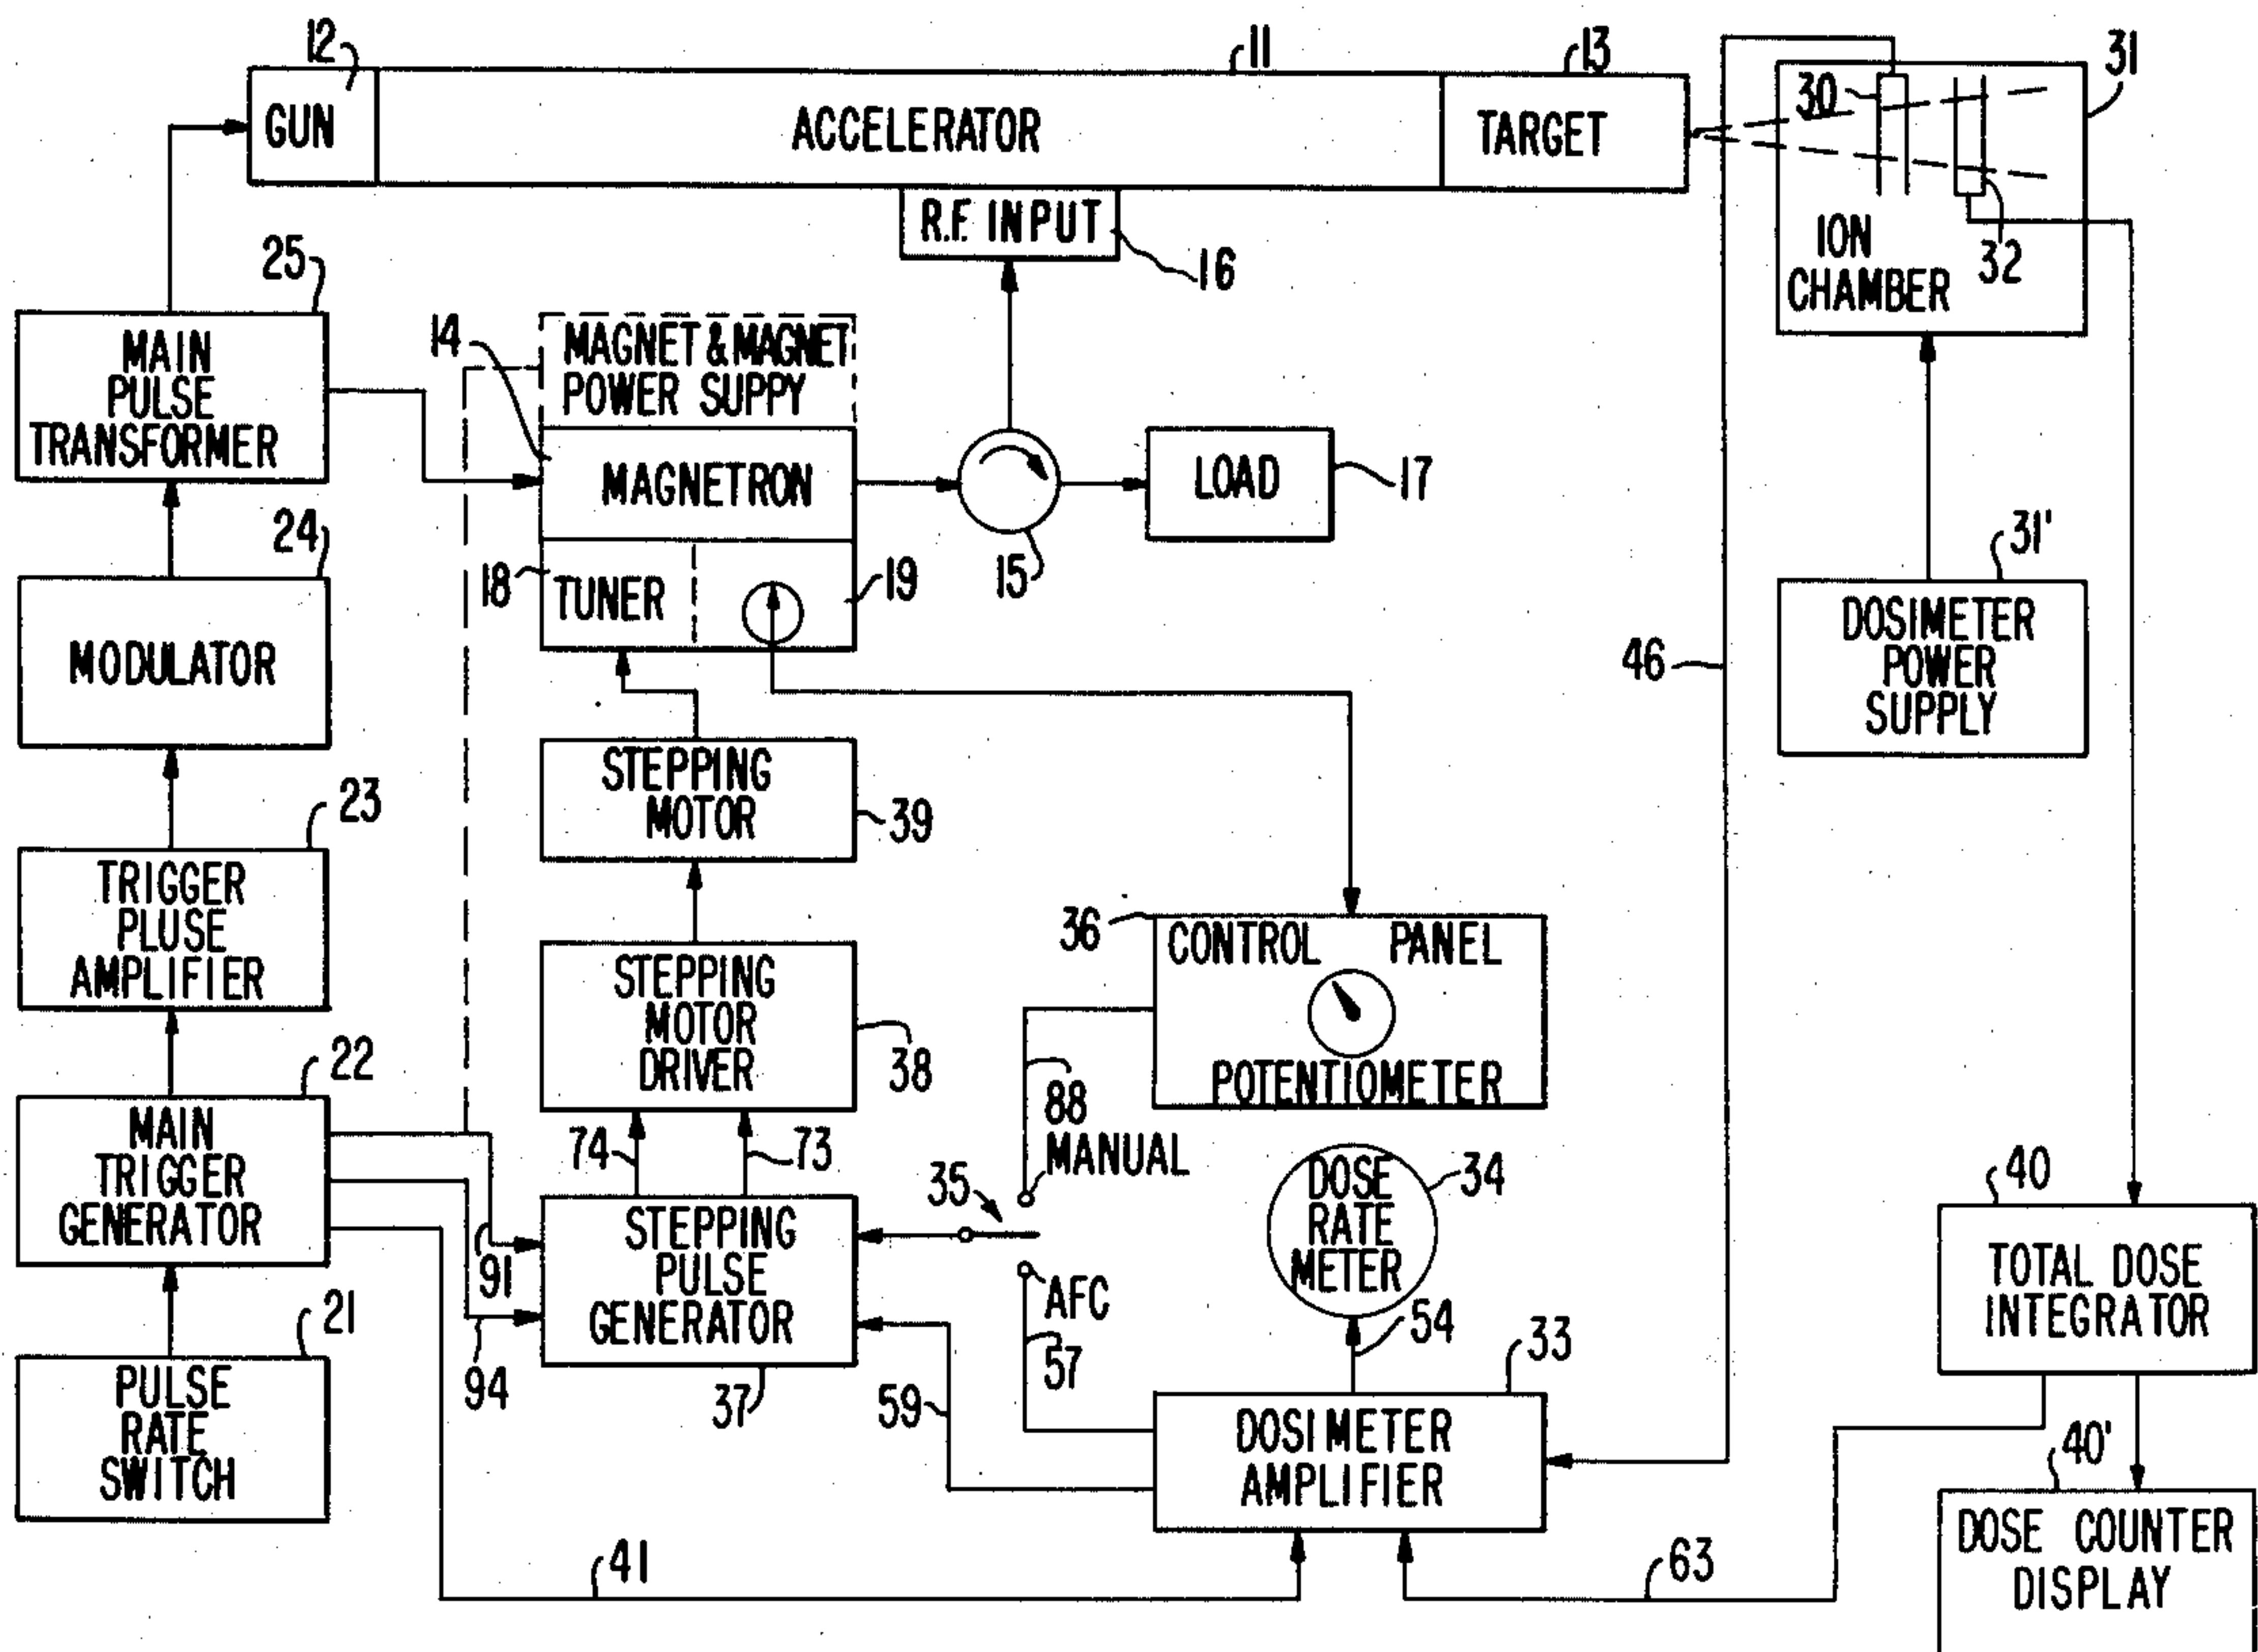 12
11
13
31
GUN
ACCELERATOR
TARGET
30
R.F. INPUT
16
ION
CHAMBER
32
25
MAIN
PULSE
TRANSFORMER
14
MAGNET & MAGNET
POWER SUPPY
MAGNETRON
LOAD
17
15
18
TUNER
19
31'
DOSIMETER
POWER
SUPPLY
46
24
MODULATOR
STEPPING
MOTOR
39
23
TRIGGER
PLUSE
AMPLIFIER
36
CONTROL PANEL
POTENTIOMETER
STEPPING
MOTOR
DRIVER
38
88
MANUAL
22
MAIN
TRIGGER
GENERATOR
74
73
35
DOSE
RATE
METER
34
40
TOTAL DOSE
INTEGRATOR
91
94
STEPPING
PULSE
GENERATOR
37
AFC
57
54
33
59
21
PULSE
RATE
SWITCH
DOSIMETER
AMPLIFIER
40'
DOSE COUNTER
DISPLAY
41
63